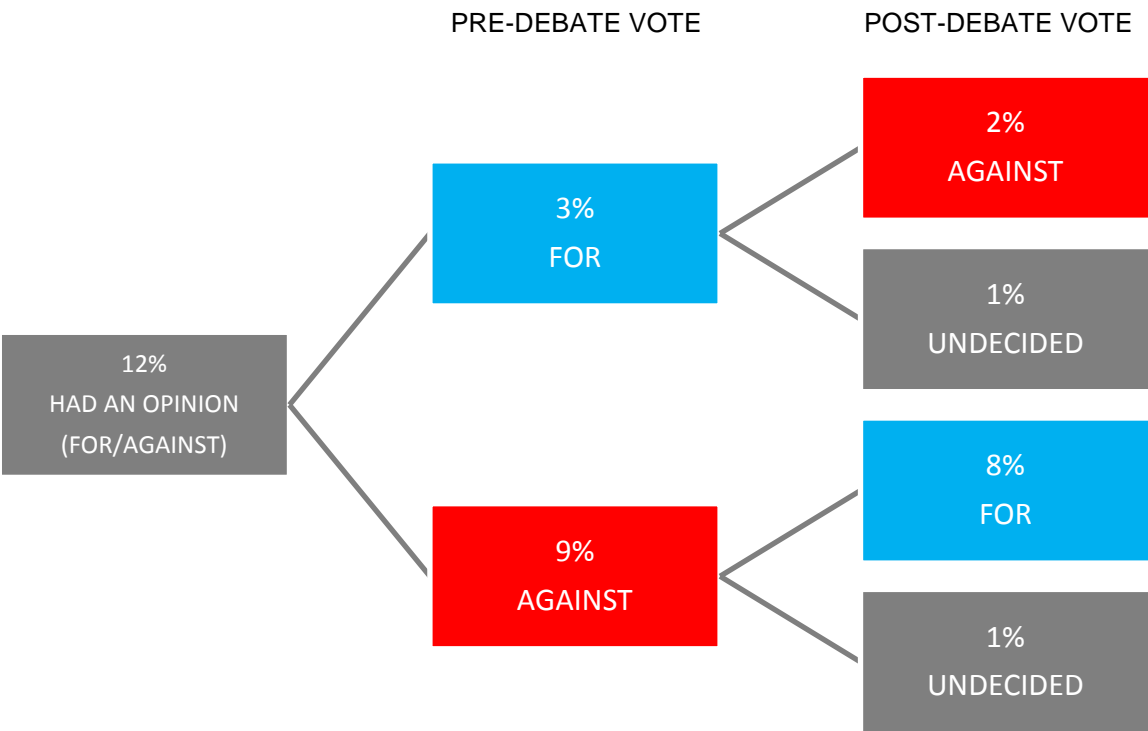 PRE-DEBATE VOTE
POST-DEBATE VOTE
2%
AGAINST
3%
FOR
1%
UNDECIDED
12%
HAD AN OPINION
(FOR/AGAINST)
8%
FOR
9%
AGAINST
1%
UNDECIDED